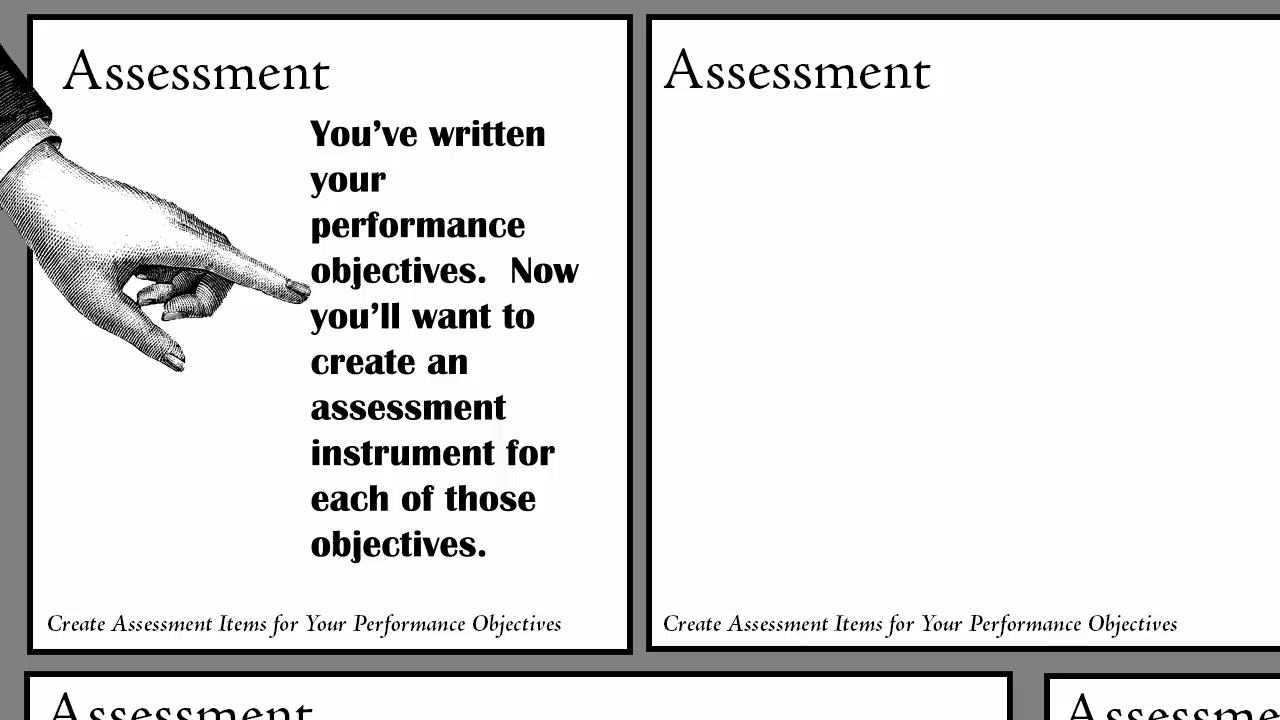 Assessment
You’ve written
your
performance
objectives.  Now
you’ll want to
create an
assessment
instrument for
each of those
objectives.
Create Assessment Items for Your Performance Objectives
Assessment
Create Assessment Items for Your Performance Objectives
Assessment